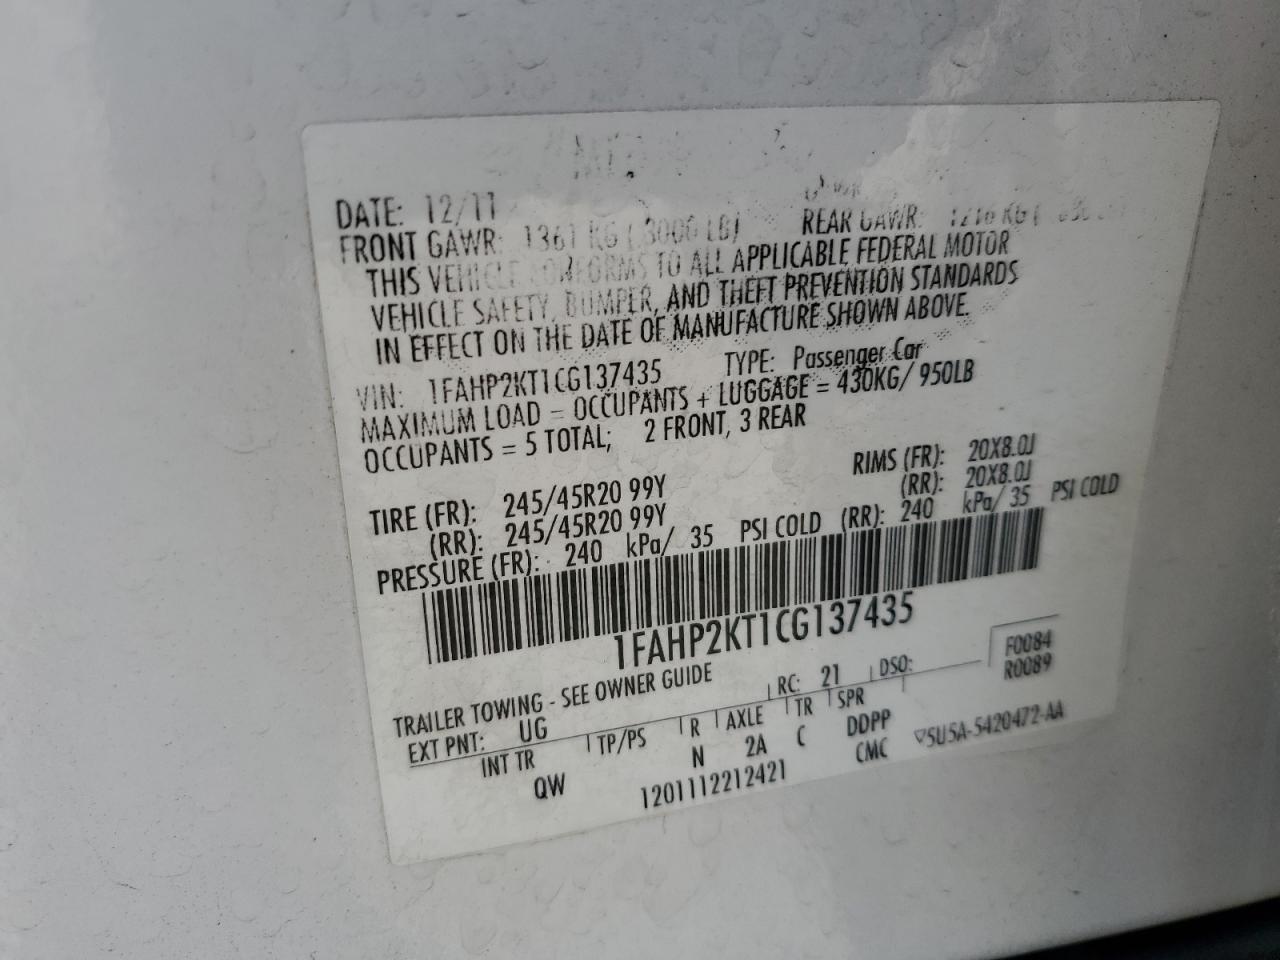 DATE: 12/11
FRONT GAWR: 1361 KG ( 3000 LB) REAR GAWR: 1216 KG (
THIS VEHICLE CONFORMS TO ALL APPLICABLE FEDERAL MOTOR
VEHICLE SAFETY, BUMPER, AND THEFT PREVENTION STANDARDS
IN EFFECT ON THE DATE OF MANUFACTURE SHOWN ABOVE.
VIN: 1FAHP2KT1CG137435 TYPE: Passenger Car
MAXIMUM LOAD = OCCUPANTS + LUGGAGE = 430KG/ 950LB
OCCUPANTS = 5 TOTAL; 2 FRONT, 3 REAR
TIRE (FR): 245/45R20 99Y RIMS (FR): 20X8.0J
(RR): 245/45R20 99Y (RR): 20X8.0J
PRESSURE (FR): 240 kPa/ 35 PSI COLD (RR): 240 kPa/ 35 PSI COLD
1FAHP2KT1CG137435
TRAILER TOWING - SEE OWNER GUIDE F0084
EXT PNT: UG RC: 21 DSO: R0089
INT TR TP/PS R AXLE TR SPR
QW N 2A C DDPP
1201112212421 CMC ▽5U5A-5420472-AA